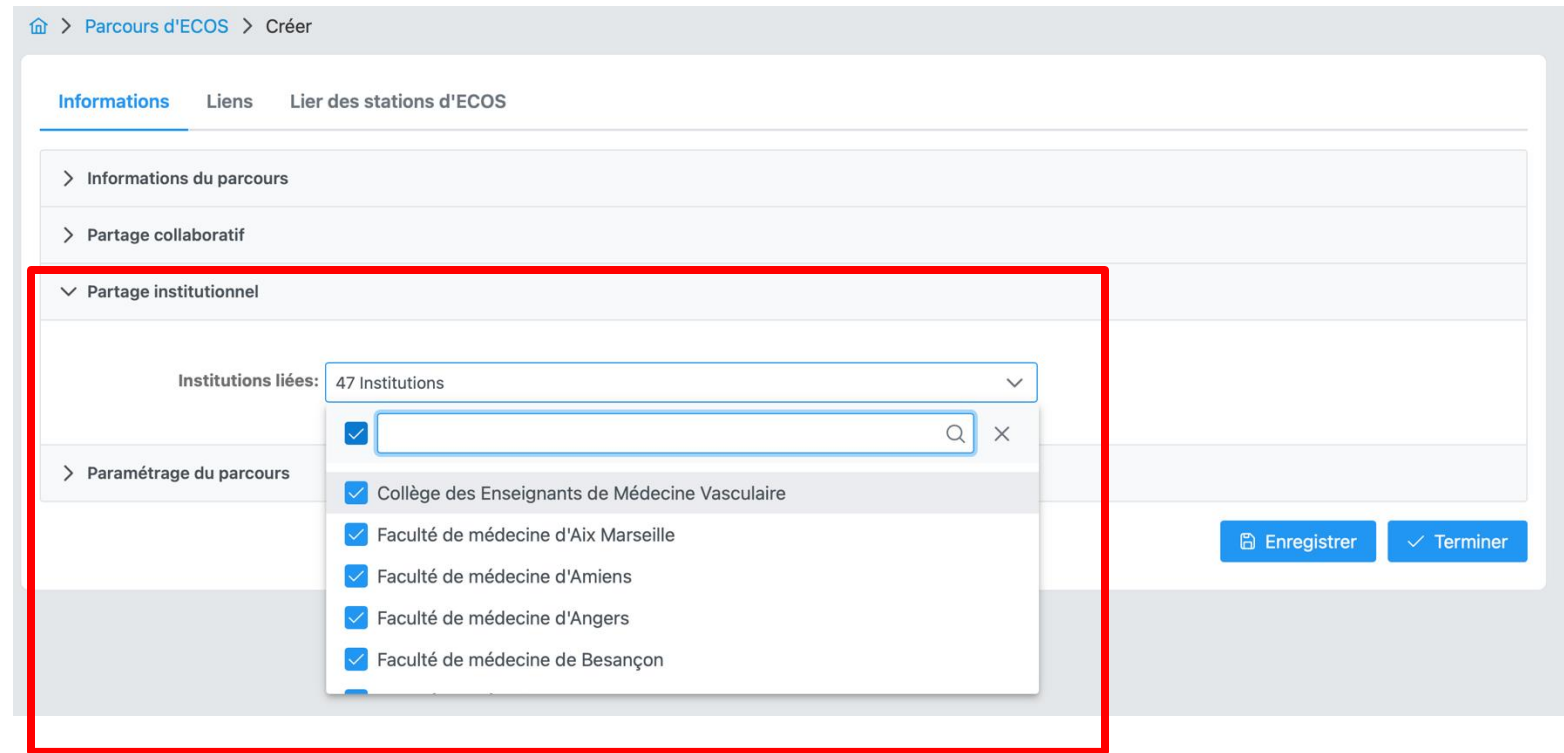 Parcours d'ECOS > Créer
Informations Liens Lier des stations d'ECOS
Informations du parcours
Partage collaboratif
Partage institutionnel
Institutions liées: 47 Institutions
Paramétrage du parcours
Collège des Enseignants de Médecine Vasculaire
Faculté de médecine d'Aix Marseille
Faculté de médecine d'Amiens
Faculté de médecine d'Angers
Faculté de médecine de Besançon
Enregistrer Terminer